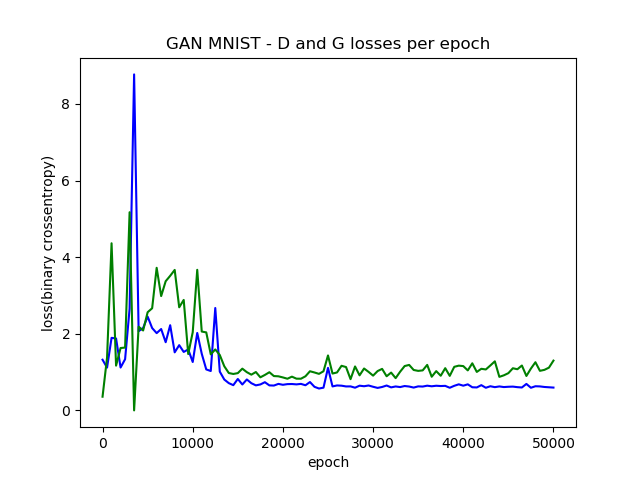 GAN MNIST - D and G losses per epoch
loss(binary crossentropy)
8
6
4
2
0
0 10000 20000 30000 40000 50000
epoch